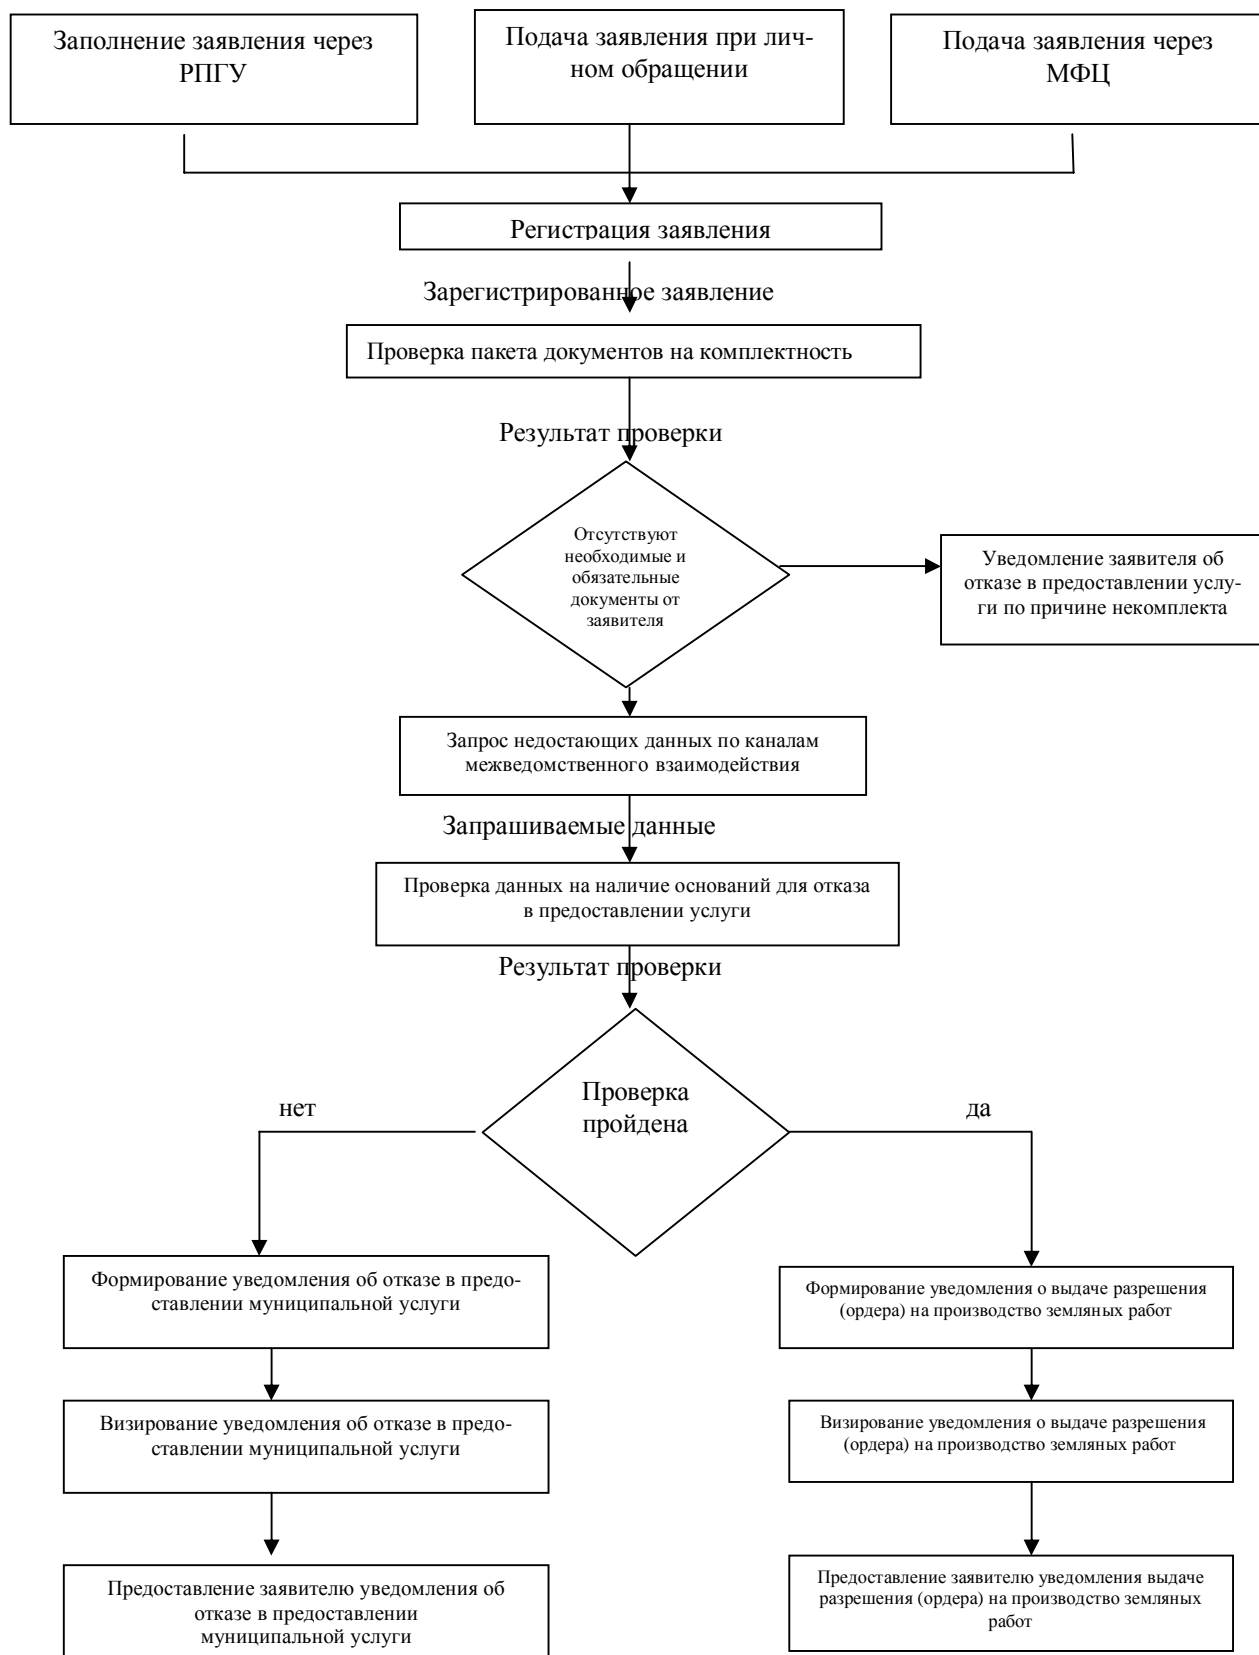 Заполнение заявления через
РПГУ
Подача заявления при лич-
ном обращении
Подача заявления через
МФЦ
Регистрация заявления
Зарегистрированное заявление
Проверка пакета документов на комплектность
Результат проверки
Отсутствуют
необходимые и
обязательные
документы от
заявителя
Уведомление заявителя об
отказе в предоставлении услу-
ги по причине некомплекта
Запрос недостающих данных по каналам
межведомственного взаимодействия
Запрашиваемые данные
Проверка данных на наличие оснований для отказа
в предоставлении услуги
Результат проверки
Проверка
пройдена
нет
да
Формирование уведомления об отказе в предо-
ставлении муниципальной услуги
Формирование уведомления о выдаче разрешения
(ордера) на производство земляных работ
Визирование уведомления об отказе в предо-
ставлении муниципальной услуги
Визирование уведомления о выдаче разрешения
(ордера) на производство земляных работ
Предоставление заявителю уведомления об
отказе в предоставлении
муниципальной услуги
Предоставление заявителю уведомления выдаче
разрешения (ордера) на производство земляных
работ